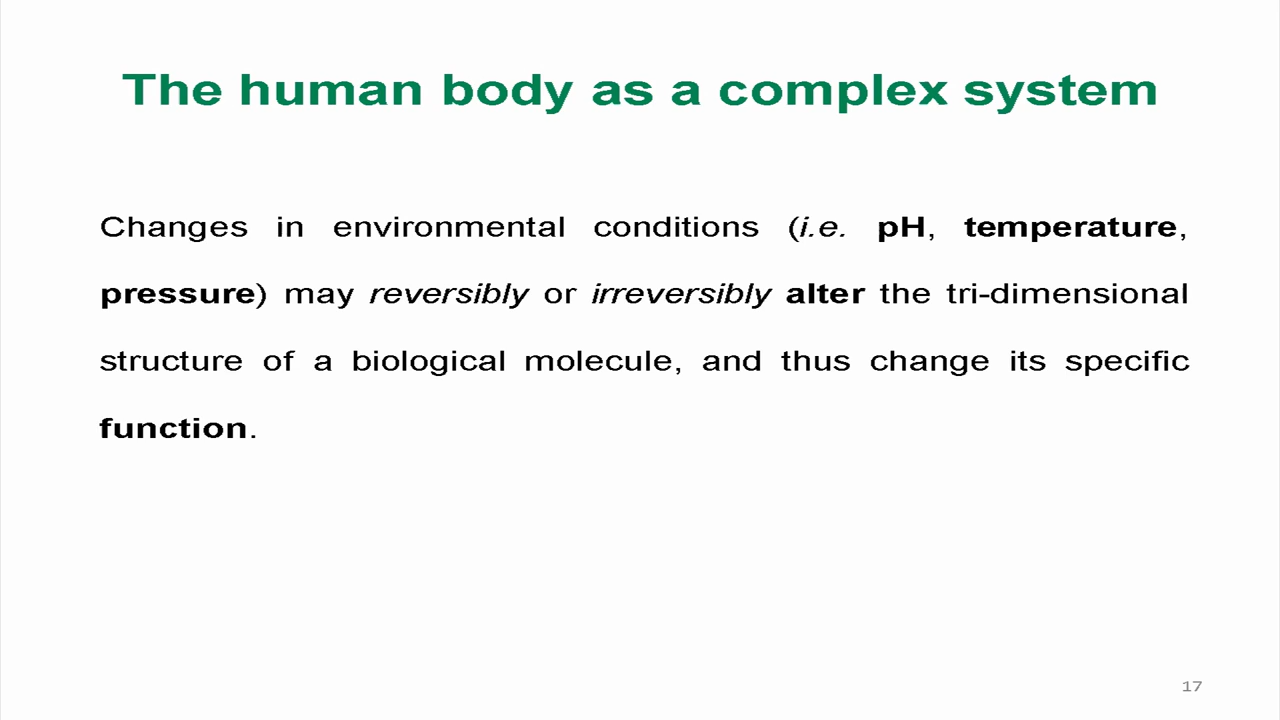 The human body as a complex system
Changes in environmental conditions (i.e. pH, temperature,
pressure) may reversibly or irreversibly alter the tri-dimensional
structure of a biological molecule, and thus change its specific
function.
17